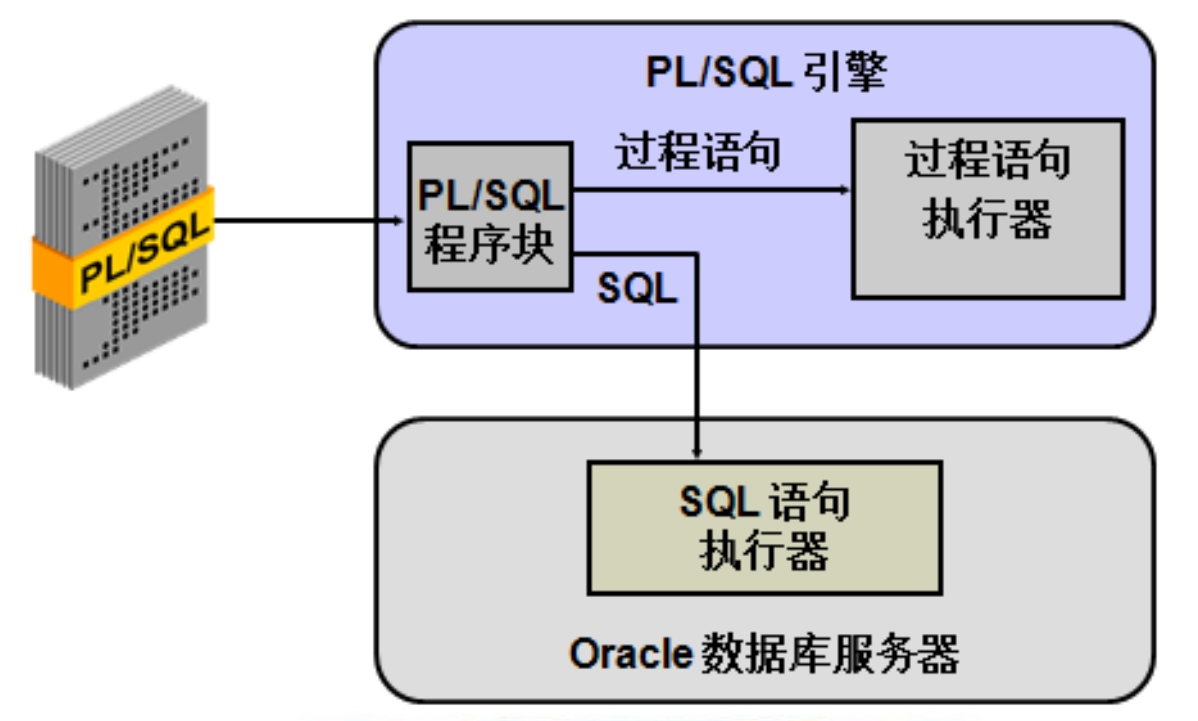 PL/SQL 引擎
过程语句
过程语句
执行器
PL/SQL
程序块
PL/SQL
SQL
SQL 语句
执行器
Oracle 数据库服务器